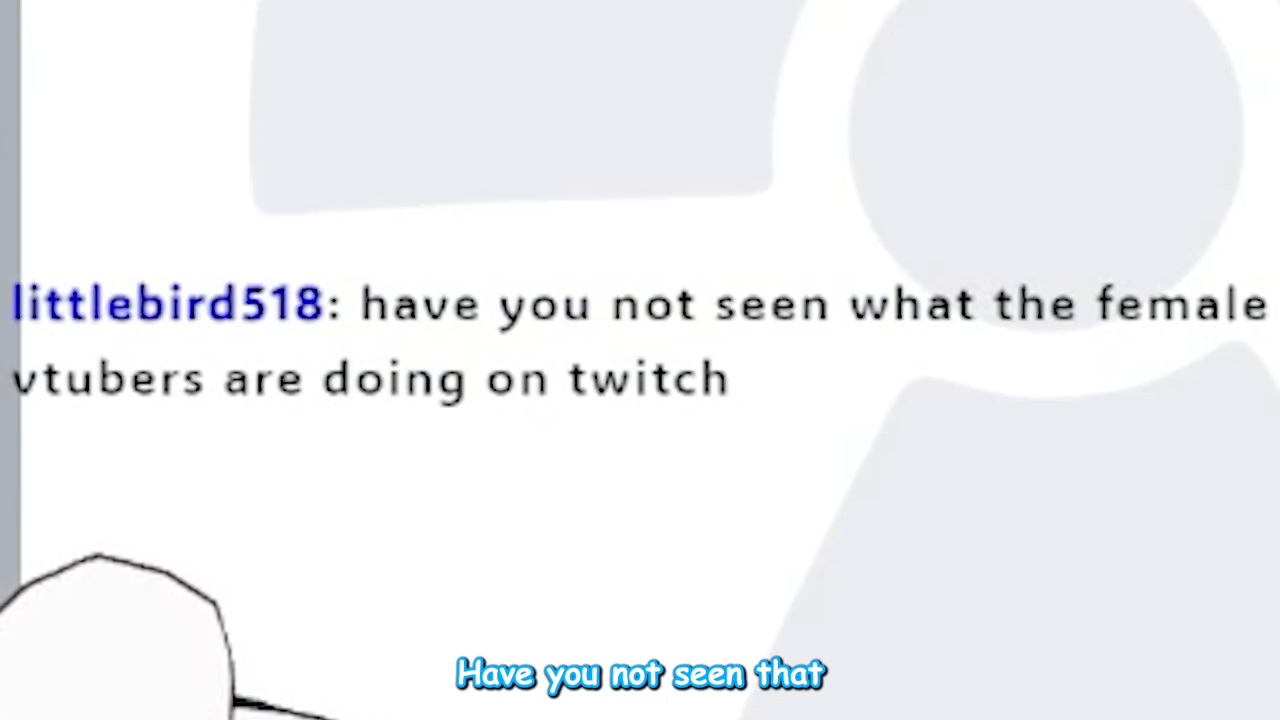 littlebird518: have you not seen what the female
vtubers are doing on twitch
Have you not seen that